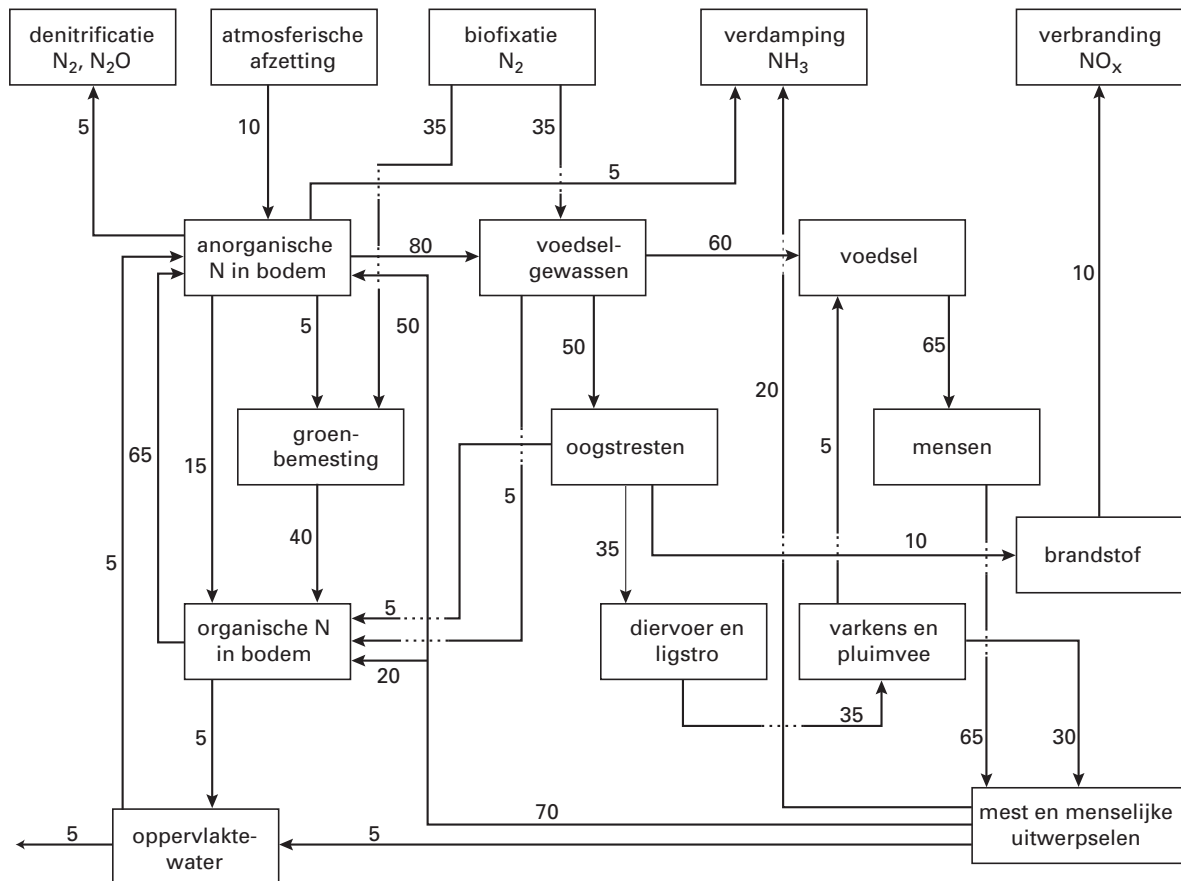 denitrificatie
N₂, N₂O
atmosferische
afzetting
biofixatie
N₂
verdamping
NH₃
verbranding
NOₓ
5
10
35
35
5
anorganische
N in bodem
80
voedsel-
gewassen
60
voedsel
10
5
50
50
65
20
groen-
bemesting
oogstresten
mensen
65
15
5
5
40
35
10
brandstof
5
5
organische N
in bodem
diervoer en
ligstro
varkens en
pluimvee
20
35
5
65
30
70
mest en menselijke
uitwerpselen
5
oppervlakte-
water
5